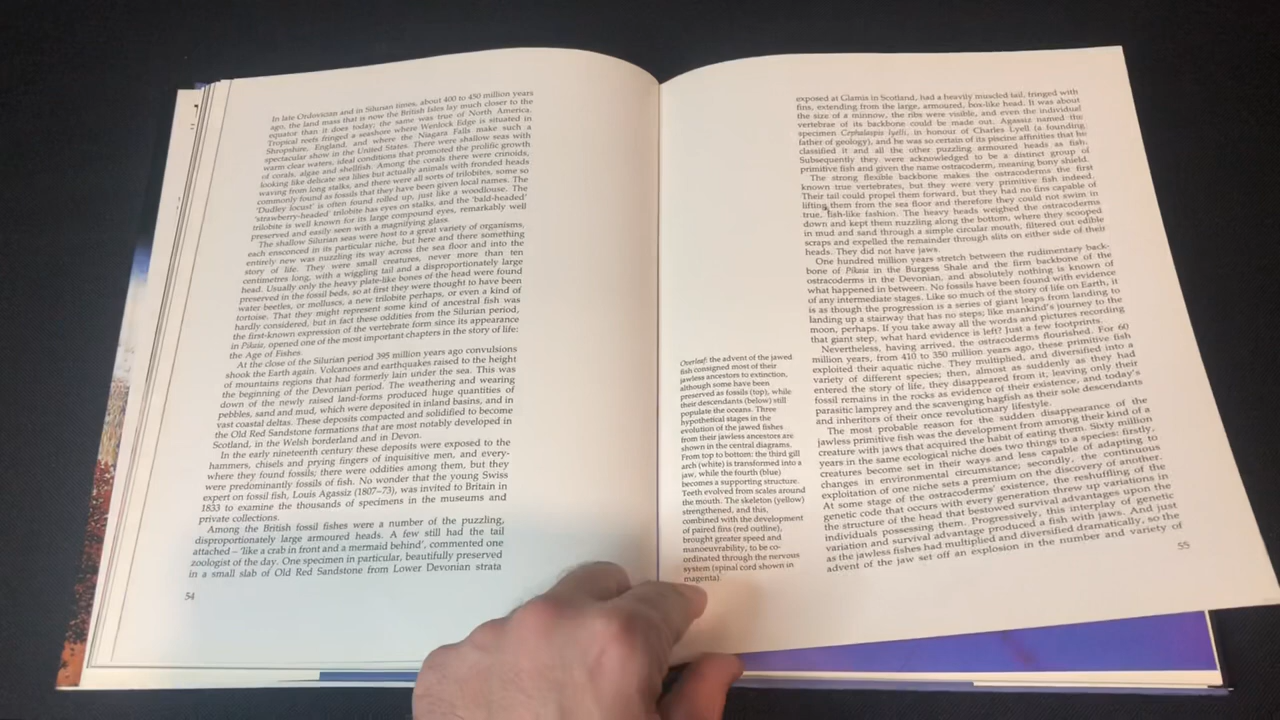 In late Ordovician and in Silurian times, about 400 to 450 million years
ago, the land mass that is now the British Isles lay much closer to the
equator than it does today; the same was true of North America.
Tropical reefs fringed a seashore where Wenlock Edge is situated in
Shropshire, England, and where the Niagara Falls make such a
spectacular show in the United States. There were shallow seas with
warm clear waters, ideal conditions that promoted the prolific growth
of corals, algae and shellfish. Among the corals there were crinoids,
looking like delicate sea lilies but actually animals with fronded heads
waving from long stalks, and there were all sorts of trilobites, some so
commonly found as fossils that they have been given local names. The
'Dudley locust' is often found rolled up, just like a woodlouse. The
'strawberry-headed' trilobite has eyes on stalks, and the 'bald-headed'
trilobite is well known for its large compound eyes, remarkably well
preserved and easily seen with a magnifying glass.
The shallow Silurian seas were host to a great variety of organisms,
each ensconced in its particular niche, but here and there something
entirely new was nuzzling its way across the sea floor and into the
story of life. They were small creatures, never more than ten
centimetres long, with a wiggling tail and a disproportionately large
head. Usually only the heavy plate-like bones of the head were found
preserved in the fossil beds, so at first they were thought to have been
water beetles, or molluscs, a new trilobite perhaps, or even a kind of
tortoise. That they might represent some kind of ancestral fish was
hardly considered, but in fact these oddities from the Silurian period,
the first-known expression of the vertebrate form since its appearance
in Pikaia, opened one of the most important chapters in the story of life:
the Age of Fishes.
At the close of the Silurian period 395 million years ago convulsions
shook the Earth again. Volcanoes and earthquakes raised to the height
of mountains regions that had formerly lain under the sea. This was
the beginning of the Devonian period. The weathering and wearing
down of the newly raised land-forms produced huge quantities of
pebbles, sand and mud, which were deposited in inland basins, and in
vast coastal deltas. These deposits compacted and solidified to become
the Old Red Sandstone formations that are most notably developed in
Scotland, in the Welsh borderland and in Devon.
In the early nineteenth century these deposits were exposed to the
hammers, chisels and prying fingers of inquisitive men, and every-
where they found fossils; there were oddities among them, but they
were predominantly fossils of fish. No wonder that the young Swiss
expert on fossil fish, Louis Agassiz (1807–73), was invited to Britain in
1833 to examine the thousands of specimens in the museums and
private collections.
Among the British fossil fishes were a number of the puzzling,
disproportionately large armoured heads. A few still had the tail
attached – 'like a crab in front and a mermaid behind', commented one
zoologist of the day. One specimen in particular, beautifully preserved
in a small slab of Old Red Sandstone from Lower Devonian strata
54
Overleaf: the advent of the jawed
fish consigned most of their
jawless ancestors to extinction,
although some have been
preserved as fossils (top), while
their descendants (below) still
populate the oceans. Three
hypothetical stages in the
evolution of the jawed fishes
from their jawless ancestors are
shown in the central diagrams.
From top to bottom: the third gill
arch (white) is transformed into a
jaw, while the fourth (blue)
becomes a supporting structure.
Teeth evolved from scales around
the mouth. The skeleton (yellow)
strengthened, and this,
combined with the development
of paired fins (red outline),
brought greater speed and
manoeuvrability, to be co-
ordinated through the nervous
system (spinal cord shown in
magenta).
exposed at Glamis in Scotland, had a heavily muscled tail, fringed with
fins, extending from the large, armoured, box-like head. It was about
the size of a minnow, the ribs were visible, and even the individual
vertebrae of its backbone could be made out. Agassiz named the
specimen Cephalaspis lyelli, in honour of Charles Lyell (a founding
father of geology), and he was so certain of its piscine affinities that he
classified it and all the other puzzling armoured heads as fish.
Subsequently they were acknowledged to be a distinct group of
primitive fish and given the name ostracoderm, meaning bony shield.
The strong flexible backbone makes the ostracoderms the first
known true vertebrates, but they were very primitive fish indeed.
Their tail could propel them forward, but they had no fins capable of
lifting them from the sea floor and therefore they could not swim in
true, fish-like fashion. The heavy heads weighed the ostracoderms
down and kept them nuzzling along the bottom, where they scooped
in mud and sand through a simple circular mouth, filtered out edible
scraps and expelled the remainder through slits on either side of their
heads. They did not have jaws.
One hundred million years stretch between the rudimentary back-
bone of Pikaia in the Burgess Shale and the firm backbone of the
ostracoderms in the Devonian, and absolutely nothing is known of
what happened in between. No fossils have been found with evidence
of any intermediate stages. Like so much of the story of life on Earth, it
is as though the progression is a series of giant leaps from landing to
landing up a stairway that has no steps; like mankind's journey to the
moon, perhaps. If you take away all the words and pictures recording
that giant step, what hard evidence is left? Just a few footprints.
Nevertheless, having arrived, the ostracoderms flourished. For 60
million years, from 410 to 350 million years ago, these primitive fish
exploited their aquatic niche. They multiplied, and diversified into a
variety of different species; then, almost as suddenly as they had
entered the story of life, they disappeared from it, leaving only their
fossil remains in the rocks as evidence of their existence, and today's
parasitic lamprey and the scavenging hagfish as their sole descendants
and inheritors of their once revolutionary lifestyle.
The most probable reason for the sudden disappearance of the
jawless primitive fish was the development from among their kind of a
creature with jaws that acquired the habit of eating them. Sixty million
years in the same ecological niche does two things to a species: firstly,
creatures become set in their ways and less capable of adapting to
changes in environmental circumstance; secondly, the continuous
exploitation of one niche sets a premium on the discovery of another.
At some stage of the ostracoderms' existence, the reshuffling of the
genetic code that occurs with every generation threw up variations in
the structure of the head that bestowed survival advantages upon the
individuals possessing them. Progressively, this interplay of genetic
variation and survival advantage produced a fish with jaws. And just
as the jawless fishes had multiplied and diversified dramatically, so the
advent of the jaw set off an explosion in the number and variety of
55